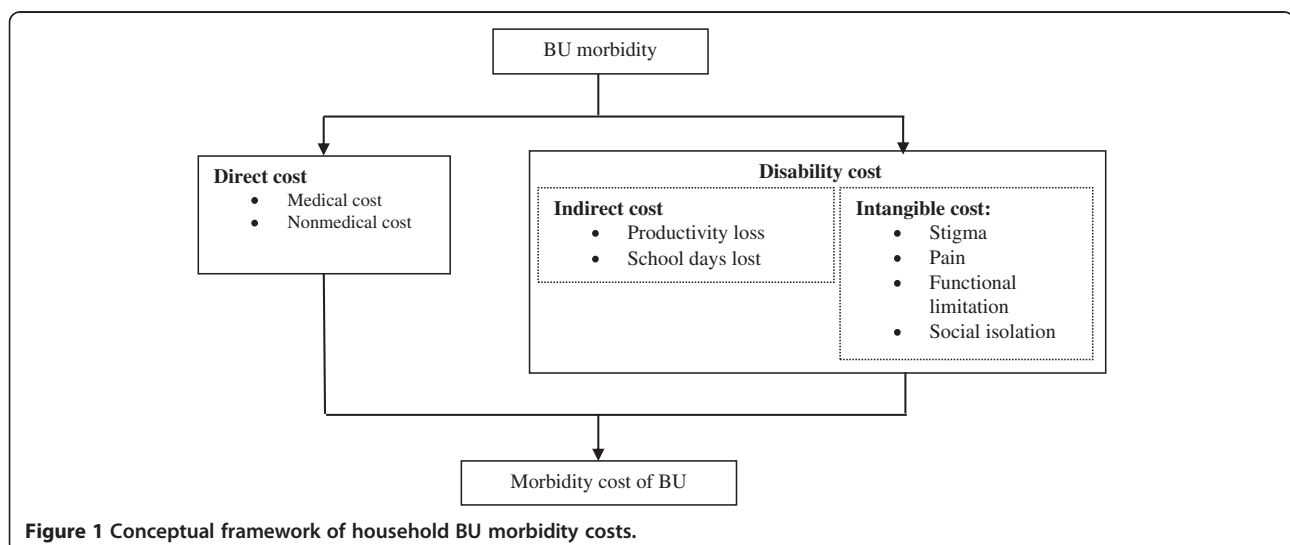 BU morbidity
Direct cost
• Medical cost
• Nonmedical cost
Disability cost
Indirect cost
• Productivity loss
• School days lost
Intangible cost:
• Stigma
• Pain
• Functional
limitation
• Social isolation
Morbidity cost of BU
Figure 1 Conceptual framework of household BU morbidity costs.